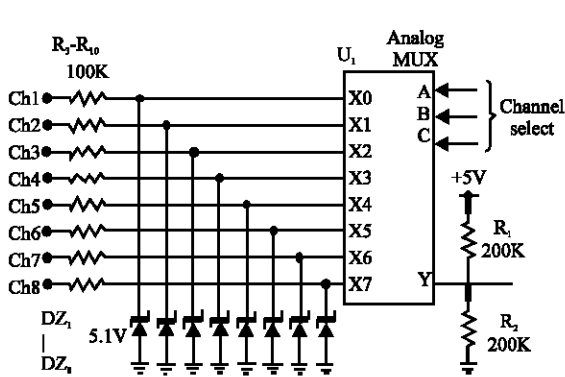 R₃-R₁₀
100K
U₁
Analog
MUX
Ch1
Ch2
Ch3
Ch4
Ch5
Ch6
Ch7
Ch8
X0
X1
X2
X3
X4
X5
X6
X7
A
B
C
Channel
select
+5V
R₁
200K
Y
R₂
200K
DZ₁
|
DZ₈
5.1V